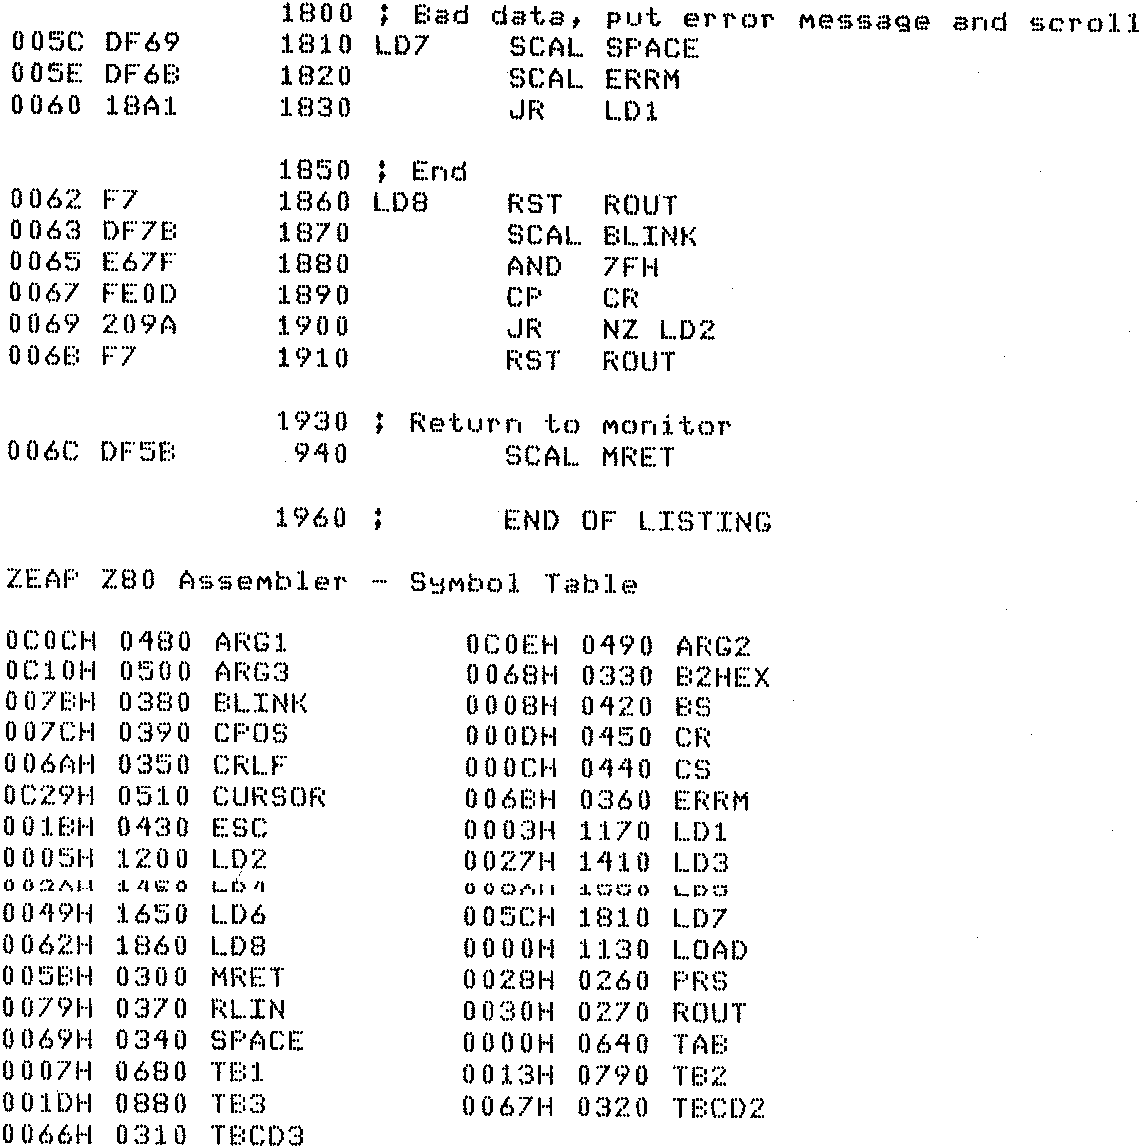 1800 ; Bad data, put error message and scroll
005C DF69 1810 LD7 SCAL SPACE
005E DF6B 1820 SCAL ERRM
0060 18A1 1830 JR LD1
1850 ; End
0062 F7 1860 LD8 RST ROUT
0063 DF7B 1870 SCAL BLINK
0065 E67F 1880 AND 7FH
0067 FE0D 1890 CP CR
0069 209A 1900 JR NZ LD2
006B F7 1910 RST ROUT
1930 ; Return to monitor
006C DF5B 940 SCAL MRET
1960 ; END OF LISTING
ZEAP Z80 Assembler - Symbol Table
0C0CH 0480 ARG1 0C0EH 0490 ARG2
0C10H 0500 ARG3 0068H 0330 B2HEX
007BH 0380 BLINK 0008H 0420 BS
007CH 0390 CPOS 000DH 0450 CR
006AH 0350 CRLF 000CH 0440 CS
0C29H 0510 CURSOR 006BH 0360 ERRM
001BH 0430 ESC 0003H 1170 LD1
0005H 1200 LD2 0027H 1410 LD3
002AH LD4 LD5
0049H 1650 LD6 005CH 1810 LD7
0062H 1860 LD8 0000H 1130 LOAD
005BH 0300 MRET 0028H 0260 PRS
0079H 0370 RLIN 0030H 0270 ROUT
0069H 0340 SPACE 0000H 0640 TAB
0007H 0680 TB1 0013H 0790 TB2
001DH 0880 TB3 0067H 0320 TBCD2
0066H 0310 TBCD3